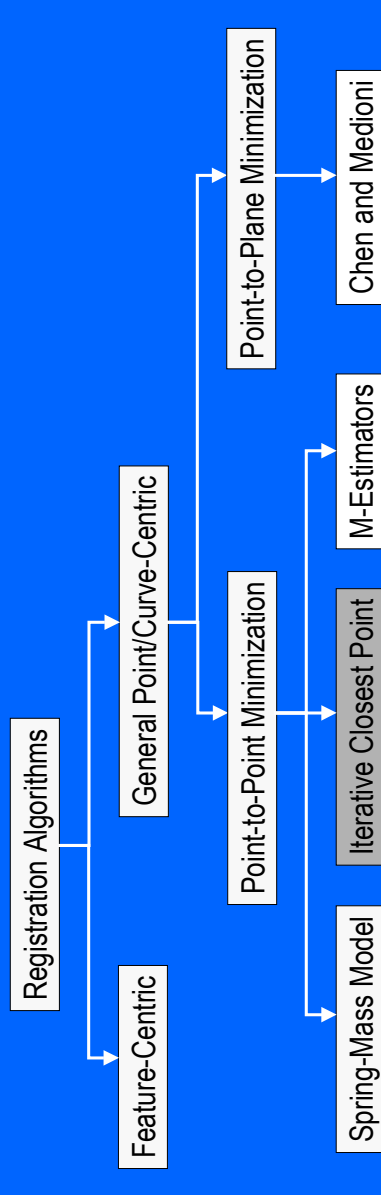 Registration Algorithms
Feature-Centric
General Point/Curve-Centric
Point-to-Point Minimization
Point-to-Plane Minimization
Spring-Mass Model
Iterative Closest Point
M-Estimators
Chen and Medioni